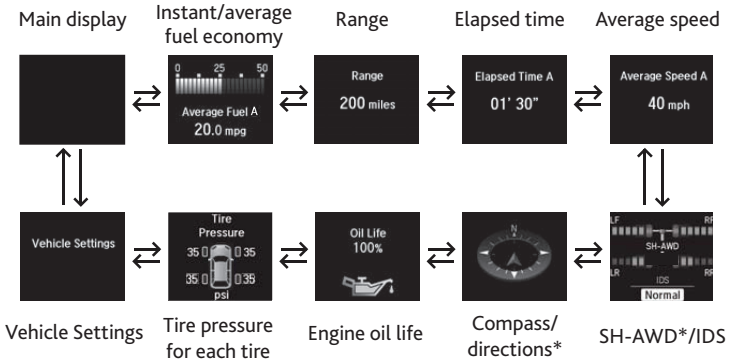 Main display
Instant/average
fuel economy
Range
Elapsed time
Average speed
0 25 50
Average Fuel A
20.0 mpg
Range
200 miles
Elapsed Time A
01' 30"
Average Speed A
40 mph
Vehicle Settings
Tire
Pressure
35 35
35 35
psi
Oil Life
100%
N
LF RF
SH-AWD
LR RR
IDS
Normal
Vehicle Settings
Tire pressure
for each tire
Engine oil life
Compass/
directions*
SH-AWD*/IDS